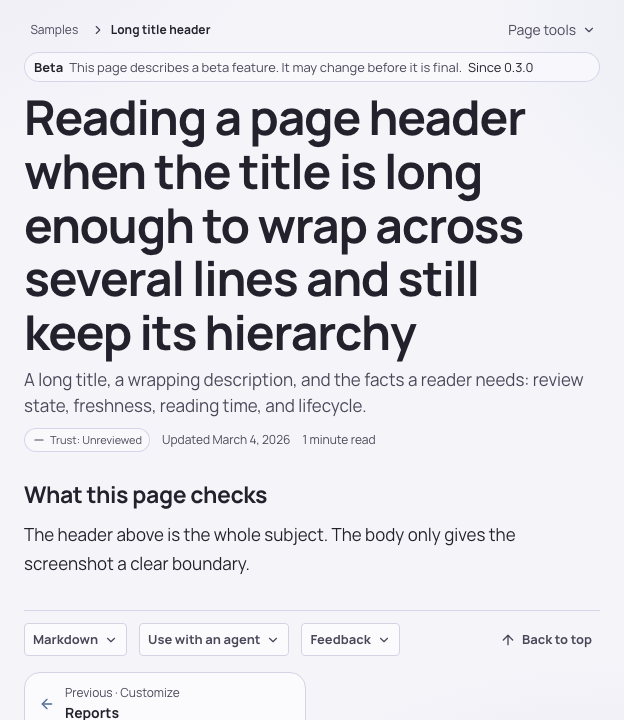 Samples > Long title header
Page tools
Beta This page describes a beta feature. It may change before it is final. Since 0.3.0
Reading a page header
when the title is long
enough to wrap across
several lines and still
keep its hierarchy
A long title, a wrapping description, and the facts a reader needs: review
state, freshness, reading time, and lifecycle.
Trust: Unreviewed Updated March 4, 2026 1 minute read
What this page checks
The header above is the whole subject. The body only gives the
screenshot a clear boundary.
Markdown Use with an agent Feedback Back to top
Previous · Customize
Reports